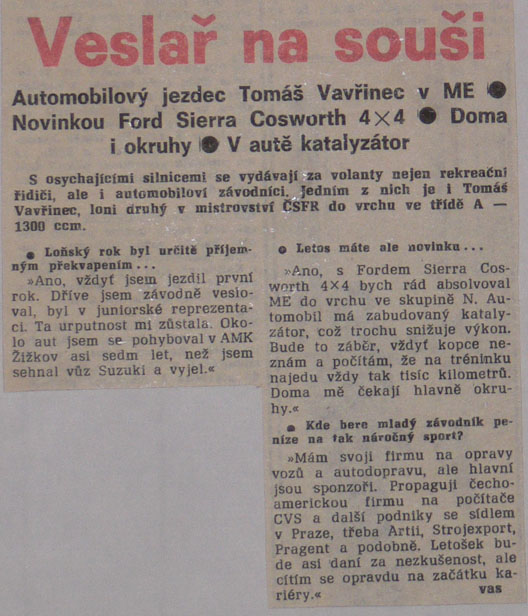 Veslař na souši
Automobilový jezdec Tomáš Vavřinec v ME ●
Novinkou Ford Sierra Cosworth 4×4 ● Doma
i okruhy ● V autě katalyzátor
S osychajícími silnicemi se vydávají za volanty nejen rekreační
řidiči, ale i automobiloví závodníci. Jedním z nich je i Tomáš
Vavřinec, loni druhý v mistrovství ČSFR do vrchu ve třídě A —
1300 ccm.
● Loňský rok byl určitě příjem-
ným překvapením...
»Ano, vždyť jsem jezdil první
rok. Dříve jsem závodně veslo-
val, byl v juniorské reprezenta-
ci. Ta urputnost mi zůstala. Oko-
lo aut jsem se pohyboval v AMK
Žižkov asi sedm let, než jsem
sehnal vůz Suzuki a vyjel.«
● Letos máte ale novinku...
»Ano, s Fordem Sierra Cos-
worth 4×4 bych rád absolvoval
ME do vrchu ve skupině N. Au-
tomobil má zabudovaný kataly-
zátor, což trochu snižuje výkon.
Bude to záběr, vždyť kopce ne-
znám a počítám, že na tréninku
najedu vždy tak tisíc kilometrů.
Doma mě čekají hlavně okru-
hy.«
● Kde bere mladý závodník pe-
níze na tak náročný sport?
»Mám svoji firmu na opravy
vozů a autodopravu, ale hlavní
jsou sponzoři. Propaguji čecho-
americkou firmu na počítače
CVS a další podniky se sídlem
v Praze, třeba Artii, Strojexport,
Pragent a podobně. Letošek bu-
de asi daní za nezkušenost, ale
cítím se opravdu na začátku ka-
riéry.«
vas